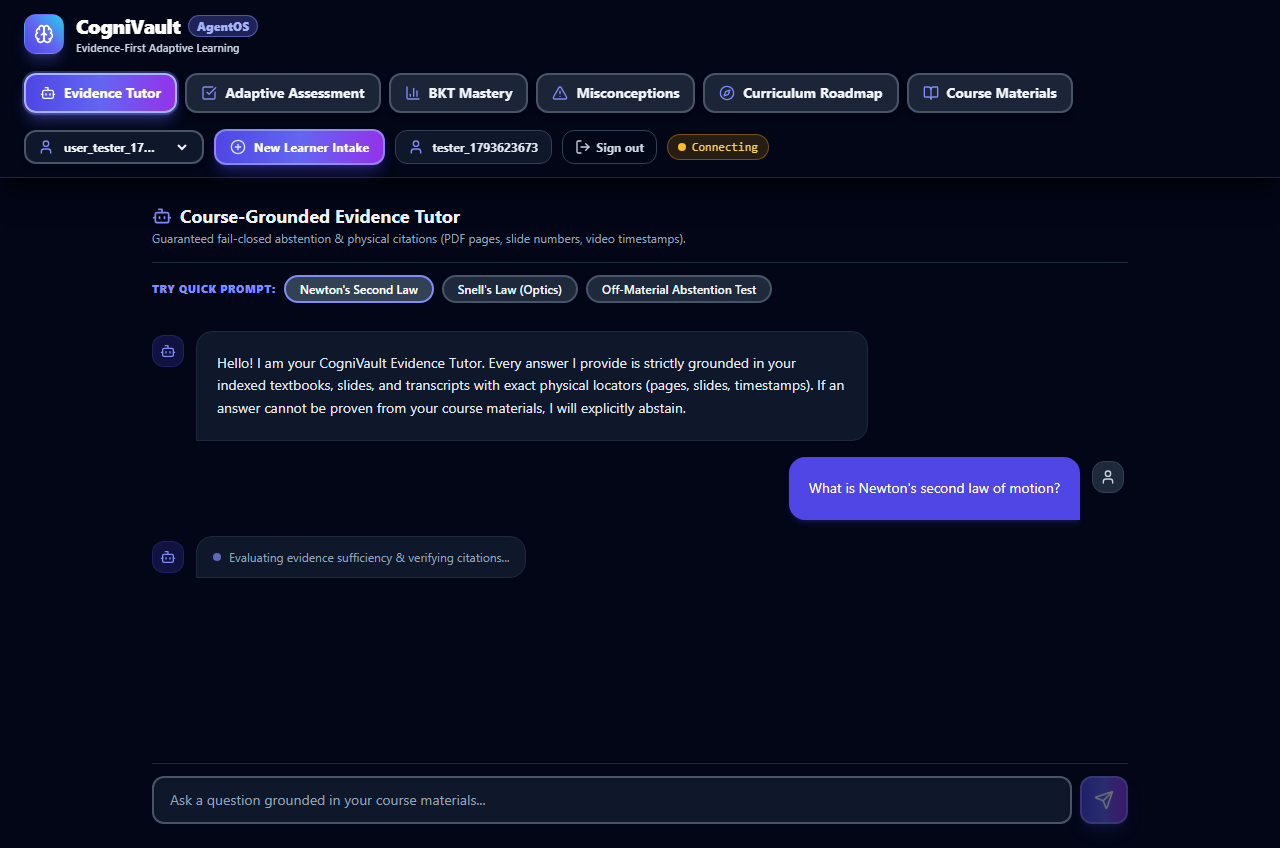 CogniVault AgentOS
Evidence-First Adaptive Learning
Evidence Tutor
Adaptive Assessment
BKT Mastery
Misconceptions
Curriculum Roadmap
Course Materials
user_tester_17...
New Learner Intake
tester_1793623673
Sign out
Connecting
Course-Grounded Evidence Tutor
Guaranteed fail-closed abstention & physical citations (PDF pages, slide numbers, video timestamps).
TRY QUICK PROMPT:
Newton's Second Law
Snell's Law (Optics)
Off-Material Abstention Test
Hello! I am your CogniVault Evidence Tutor. Every answer I provide is strictly grounded in your
indexed textbooks, slides, and transcripts with exact physical locators (pages, slides, timestamps). If an
answer cannot be proven from your course materials, I will explicitly abstain.
What is Newton's second law of motion?
Evaluating evidence sufficiency & verifying citations...
Ask a question grounded in your course materials...